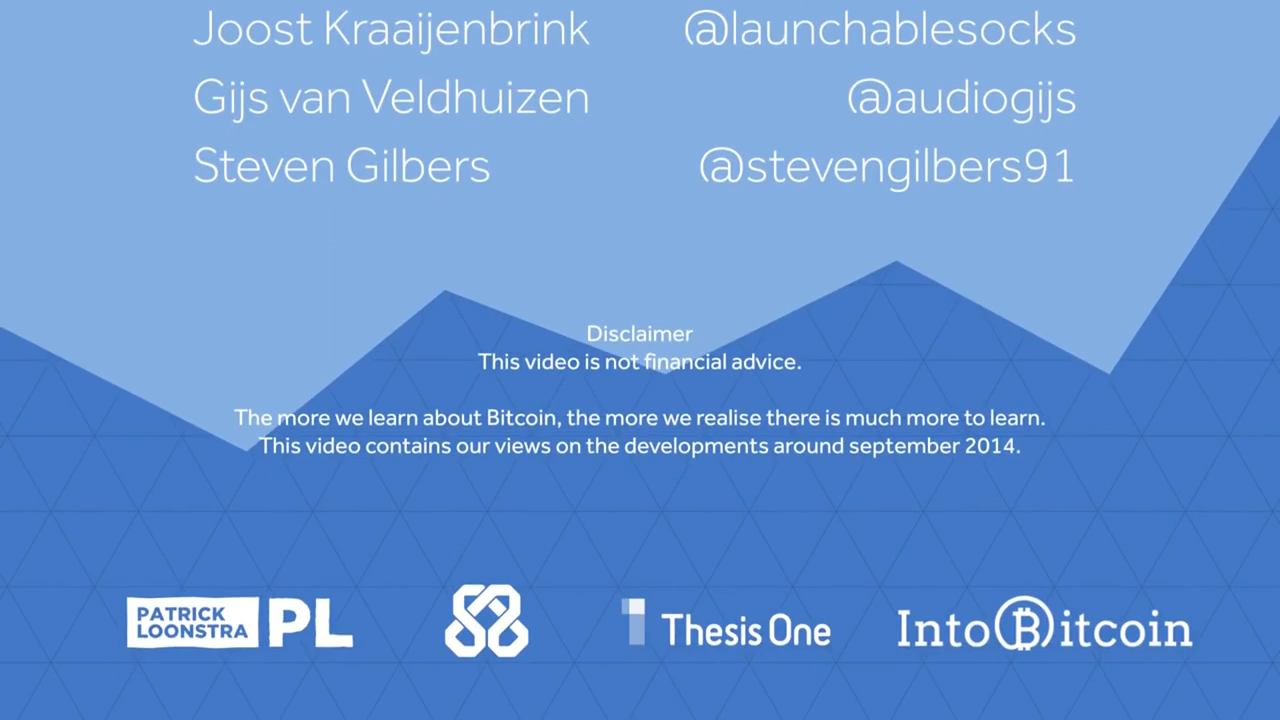 Joost Kraaijenbrink @launchablesocks
Gijs van Veldhuizen @audiogijs
Steven Gilbers @stevengilbers91
Disclaimer
This video is not financial advice.
The more we learn about Bitcoin, the more we realise there is much more to learn.
This video contains our views on the developments around september 2014.
PATRICK
LOONSTRA PL
Thesis One
IntoBitcoin